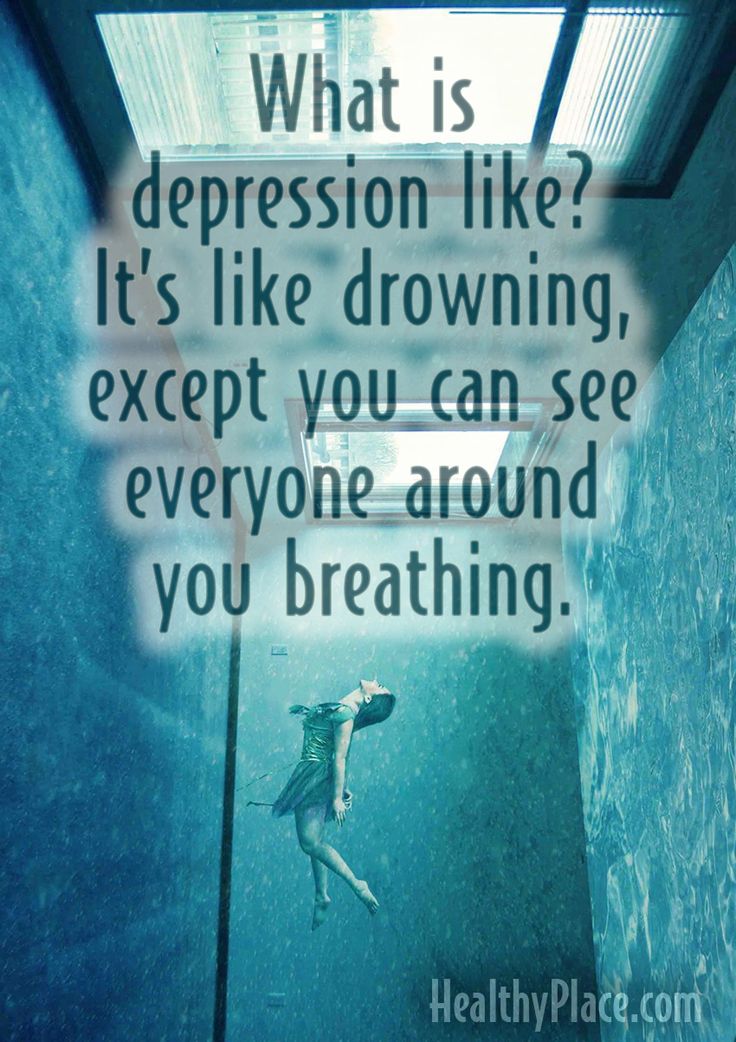 What is
depression like?
It's like drowning,
except you can see
everyone around
you breathing.
HealthyPlace.com